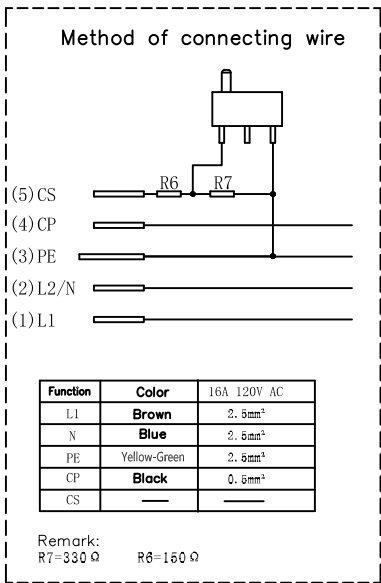 Method of connecting wire
R6 R7
(5)CS
(4)CP
(3)PE
(2)L2/N
(1)L1
Function Color 16A 120V AC
L1 Brown 2.5mm²
N Blue 2.5mm²
PE Yellow-Green 2.5mm²
CP Black 0.5mm²
CS — —
Remark:
R7=330Ω R6=150Ω